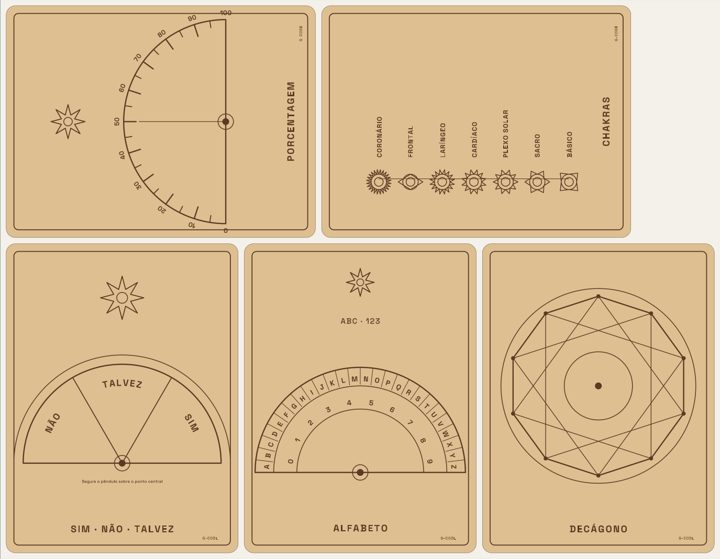 100
90
80
70
60
50
40
30
20
10
0
PORCENTAGEM
G-CODEL
CORONÁRIO
FRONTAL
LARÍNGEO
CARDÍACO
PLEXO SOLAR
SACRO
BÁSICO
CHAKRAS
NÃO
TALVEZ
SIM
Segure o pêndulo sobre o ponto central
SIM · NÃO · TALVEZ
ABC · 123
A B C D E F G H I J K L M N O P Q R S T U V W X Y Z
0 1 2 3 4 5 6 7 8 9
ALFABETO
DECÁGONO